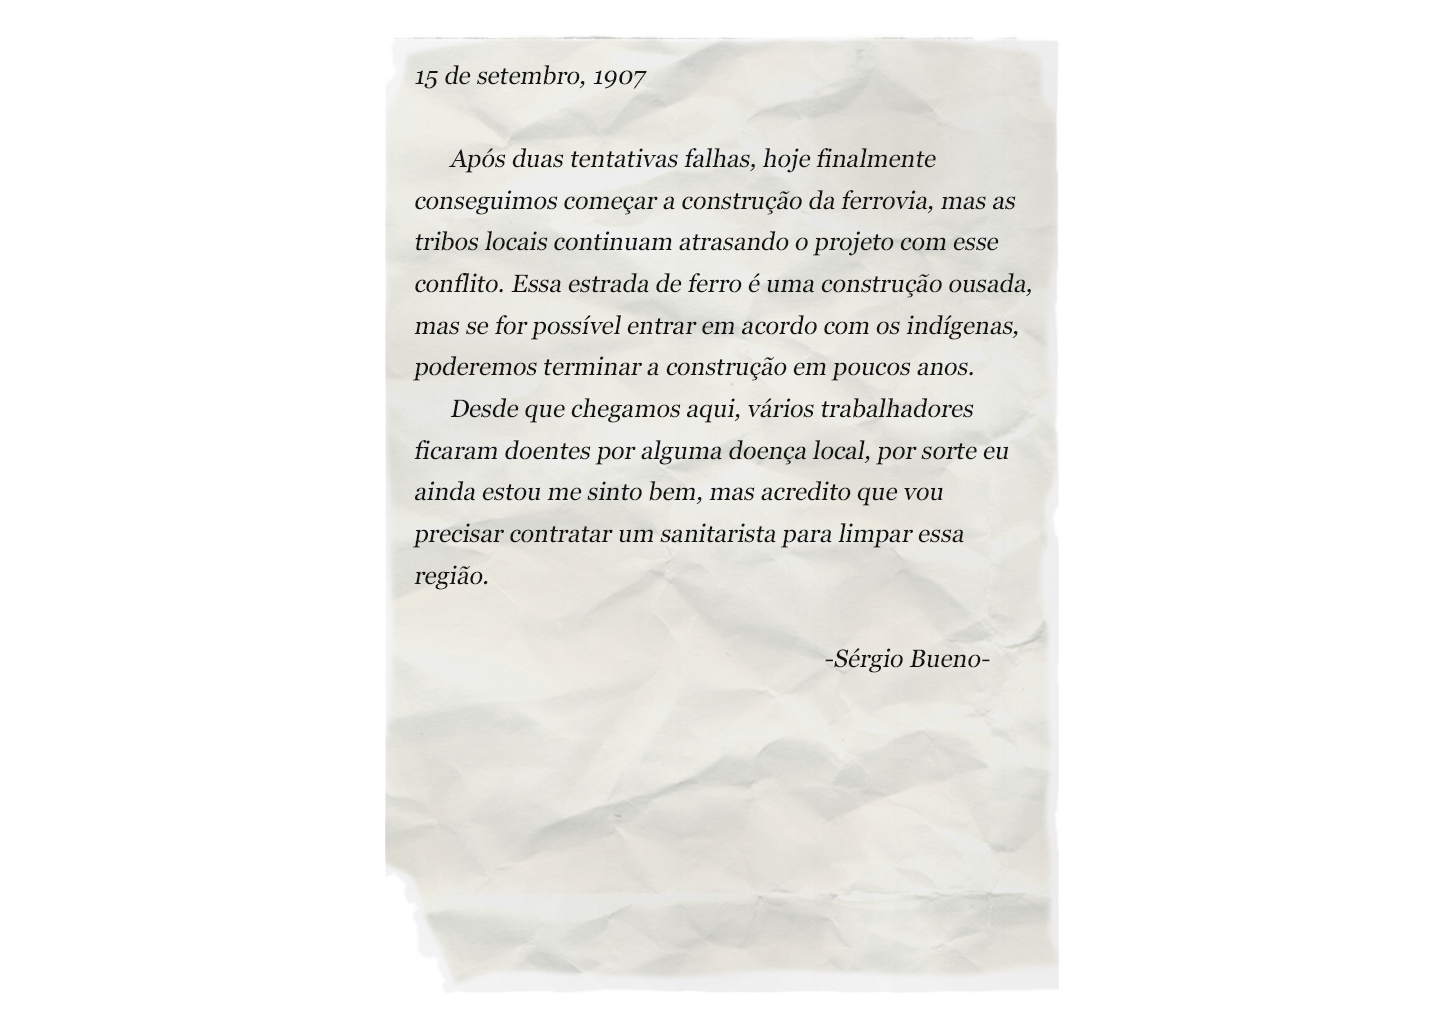 15 de setembro, 1907
Após duas tentativas falhas, hoje finalmente
conseguimos começar a construção da ferrovia, mas as
tribos locais continuam atrasando o projeto com esse
conflito. Essa estrada de ferro é uma construção ousada,
mas se for possível entrar em acordo com os indígenas,
poderemos terminar a construção em poucos anos.
Desde que chegamos aqui, vários trabalhadores
ficaram doentes por alguma doença local, por sorte eu
ainda estou me sinto bem, mas acredito que vou
precisar contratar um sanitarista para limpar essa
região.
-Sérgio Bueno-